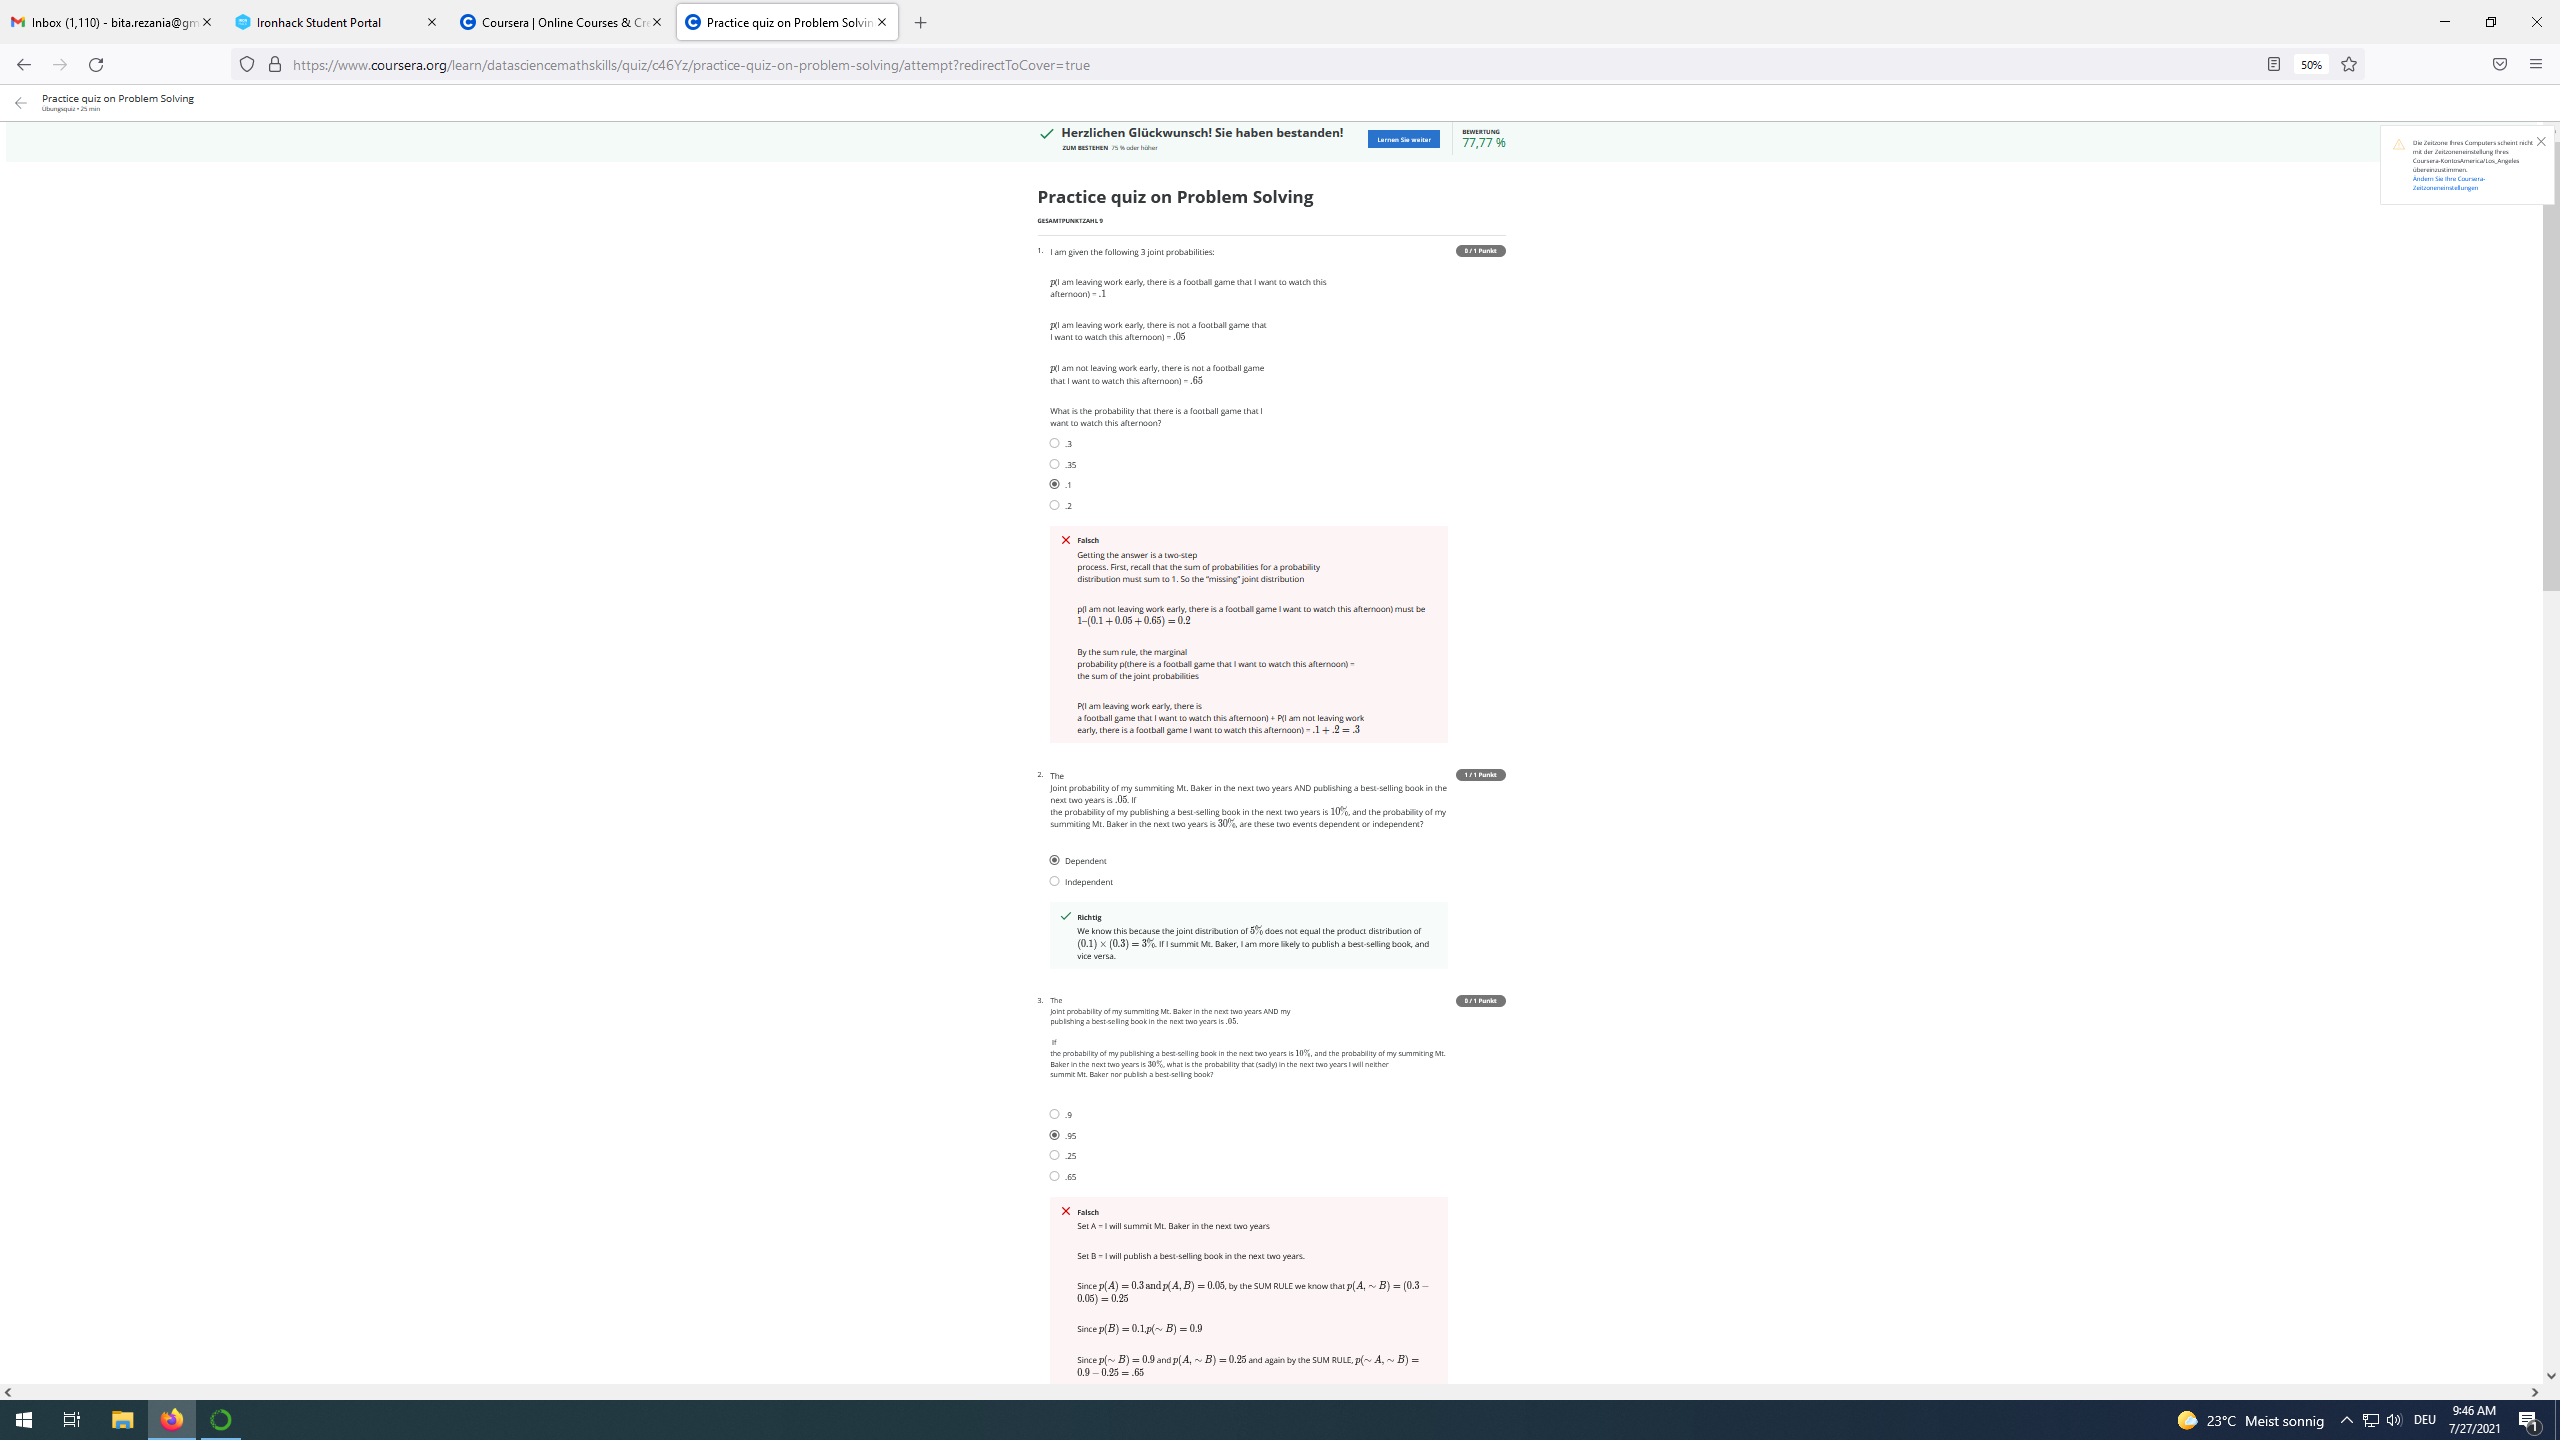 Inbox (1,110) - bita.rezania@gm
Ironhack Student Portal
Coursera | Online Courses & Cre
Practice quiz on Problem Solvin
https://www.coursera.org/learn/datasciencemathskills/quiz/c46Yz/practice-quiz-on-problem-solving/attempt?redirectToCover=true
50%
Practice quiz on Problem Solving
Übungsquiz • 25 min
Herzlichen Glückwunsch! Sie haben bestanden!
ZUM BESTEHEN 75 % oder höher
Lernen Sie weiter
BEWERTUNG
77,77 %
Die Zeitzone Ihres Computers scheint nicht
mit der Zeitzoneneinstellung Ihres
Coursera-KontosAmerica/Los_Angeles
übereinzustimmen.
Ändern Sie Ihre Coursera-
Zeitzoneneinstellungen
Practice quiz on Problem Solving
GESAMTPUNKTZAHL 9
1. I am given the following 3 joint probabilities:
0 / 1 Punkt
p(I am leaving work early, there is a football game that I want to watch this
afternoon) = .1
p(I am leaving work early, there is not a football game that
I want to watch this afternoon) = .05
p(I am not leaving work early, there is not a football game
that I want to watch this afternoon) = .65
What is the probability that there is a football game that I
want to watch this afternoon?
.3
.35
.1
.2
Falsch
Getting the answer is a two-step
process. First, recall that the sum of probabilities for a probability
distribution must sum to 1. So the “missing” joint distribution
p(I am not leaving work early, there is a football game I want to watch this afternoon) must be
1–(0.1 + 0.05 + 0.65) = 0.2
By the sum rule, the marginal
probability p(there is a football game that I want to watch this afternoon) =
the sum of the joint probabilities
P(I am leaving work early, there is
a football game that I want to watch this afternoon) + P(I am not leaving work
early, there is a football game I want to watch this afternoon) = .1 + .2 = .3
2. The
1 / 1 Punkt
Joint probability of my summiting Mt. Baker in the next two years AND publishing a best-selling book in the
next two years is .05. If
the probability of my publishing a best-selling book in the next two years is 10%, and the probability of my
summiting Mt. Baker in the next two years is 30%, are these two events dependent or independent?
Dependent
Independent
Richtig
We know this because the joint distribution of 5% does not equal the product distribution of
(0.1) × (0.3) = 3%. If I summit Mt. Baker, I am more likely to publish a best-selling book, and
vice versa.
3. The
0 / 1 Punkt
Joint probability of my summiting Mt. Baker in the next two years AND my
publishing a best-selling book in the next two years is .05.
If
the probability of my publishing a best-selling book in the next two years is 10%, and the probability of my summiting Mt.
Baker in the next two years is 30%, what is the probability that (sadly) in the next two years I will neither
summit Mt. Baker nor publish a best-selling book?
.9
.95
.25
.65
Falsch
Set A = I will summit Mt. Baker in the next two years
Set B = I will publish a best-selling book in the next two years.
Since p(A) = 0.3 and p(A, B) = 0.05, by the SUM RULE we know that p(A, ∼ B) = (0.3 −
0.05) = 0.25
Since p(B) = 0.1,p(∼ B) = 0.9
Since p(∼ B) = 0.9 and p(A, ∼ B) = 0.25 and again by the SUM RULE, p(∼ A, ∼ B) =
0.9 − 0.25 = .65
23°C Meist sonnig
DEU
9:46 AM
7/27/2021
1